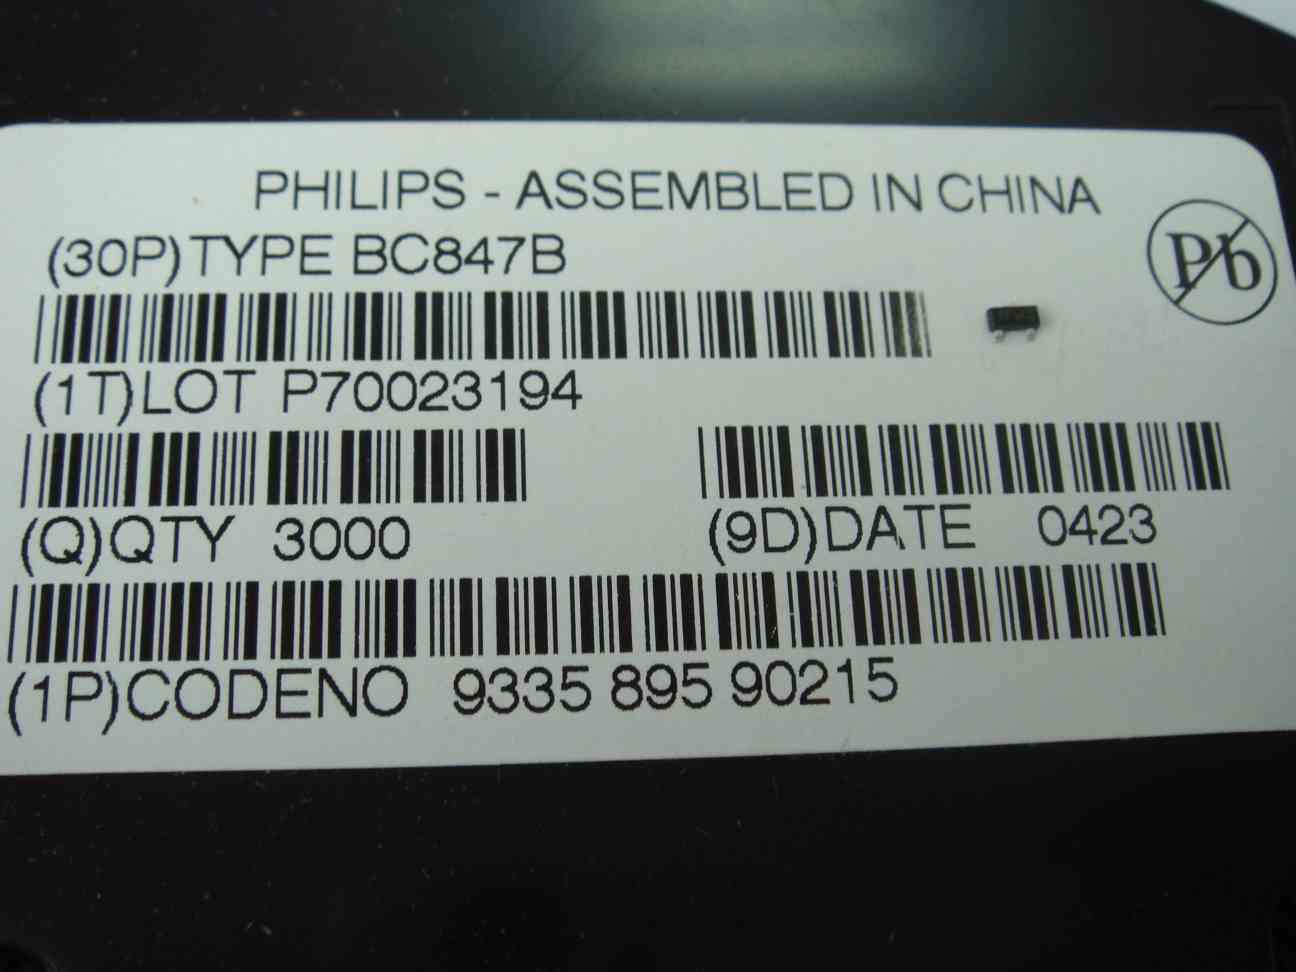 PHILIPS - ASSEMBLED IN CHINA
(30P)TYPE BC847B
Pb
(1T)LOT P70023194
(Q)QTY 3000
(9D)DATE 0423
(1P)CODENO 9335 895 90215